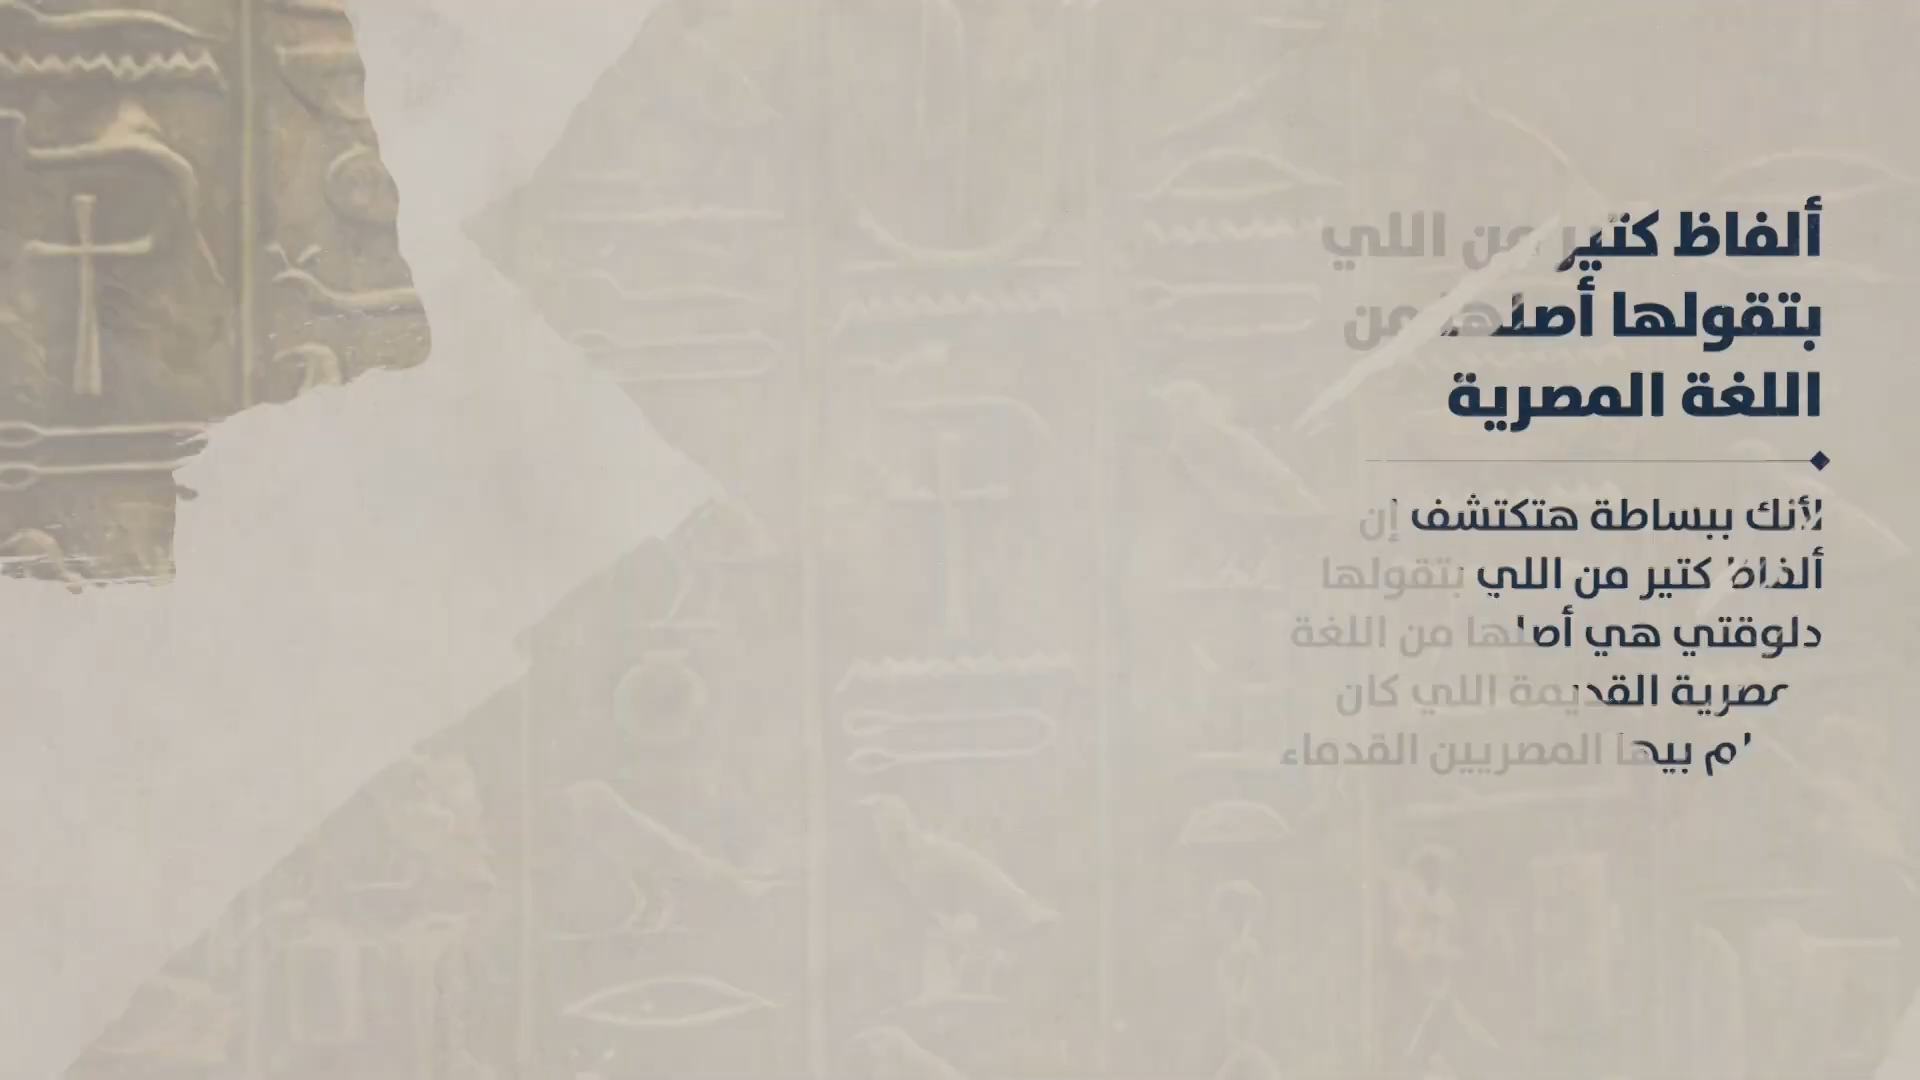 ألفاظ كتير من اللي
بتقولها أصلها من
اللغة المصرية
لأنك ببساطة هتكتشف إن
ألفاظ كتير من اللي بتقولها
دلوقتي هي أصلها من اللغة
المصرية القديمة اللي كان
بيها المصريين القدماء